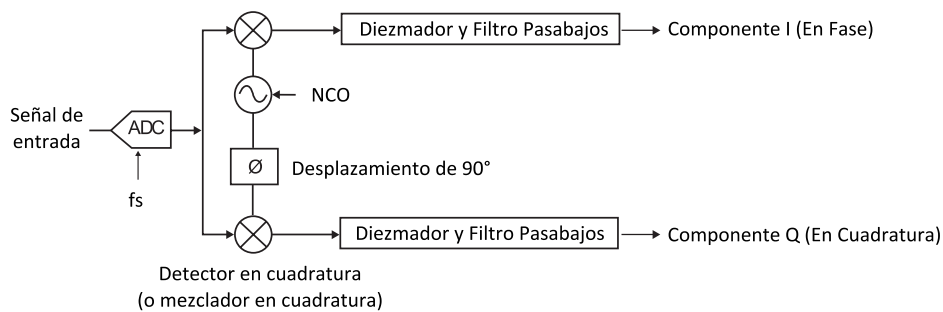 Diezmador y Filtro Pasabajos
Componente I (En Fase)
NCO
Señal de
entrada
ADC
fs
Ø
Desplazamiento de 90°
Diezmador y Filtro Pasabajos
Componente Q (En Cuadratura)
Detector en cuadratura
(o mezclador en cuadratura)